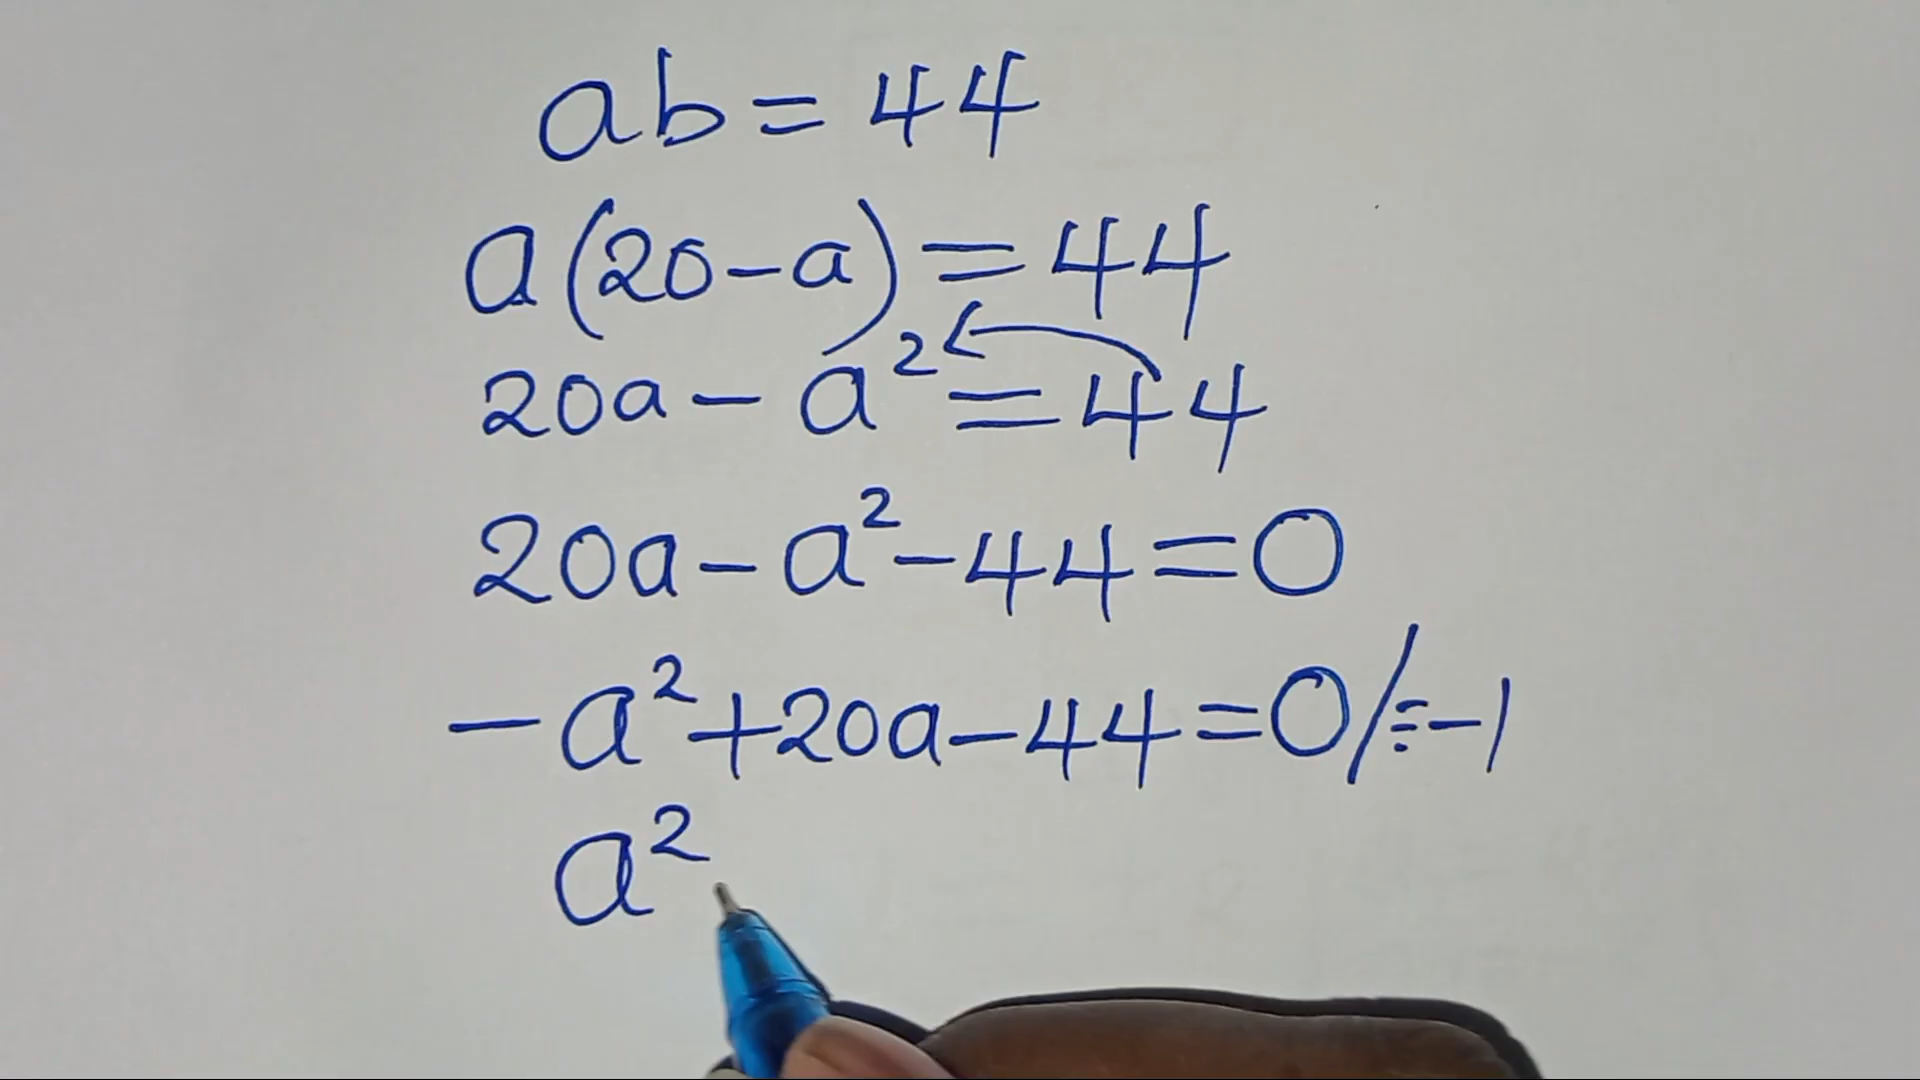 ab = 44
a(20-a) = 44
20a - a² = 44
20a - a² - 44 = 0
-a² + 20a - 44 = 0 / ÷ -1
a²